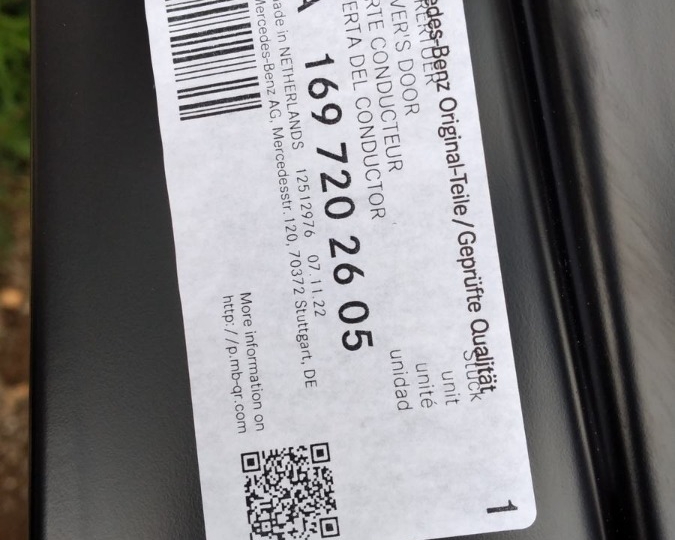 edes-Benz Original-Teile/Geprüfte Qualität
VER'S DOOR
RTE CONDUCTEUR
ERTA DEL CONDUCTOR
Stück
unit
unité
unidad
1
A 169 720 26 05
ade in NETHERLANDS 12512976 07.11.22
Mercedes-Benz AG, Mercedesstr. 120, 70372 Stuttgart, DE
More information on
http://p.mb-qr.com